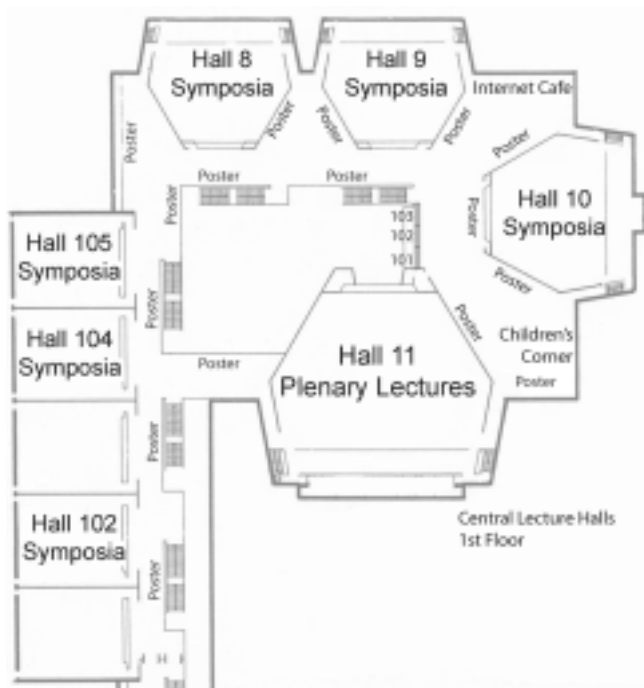 Hall 8
Symposia
Hall 9
Symposia
Internet Cafe
Poster
Poster
Poster
Poster
Poster
Hall 10
Symposia
Poster
Poster
Poster
Poster
Poster
Poster
103
102
101
Hall 105
Symposia
Poster
Poster
Hall 104
Symposia
Poster
Hall 11
Plenary Lectures
Children's
Corner
Poster
Poster
Hall 102
Symposia
Poster
Central Lecture Halls
1st Floor